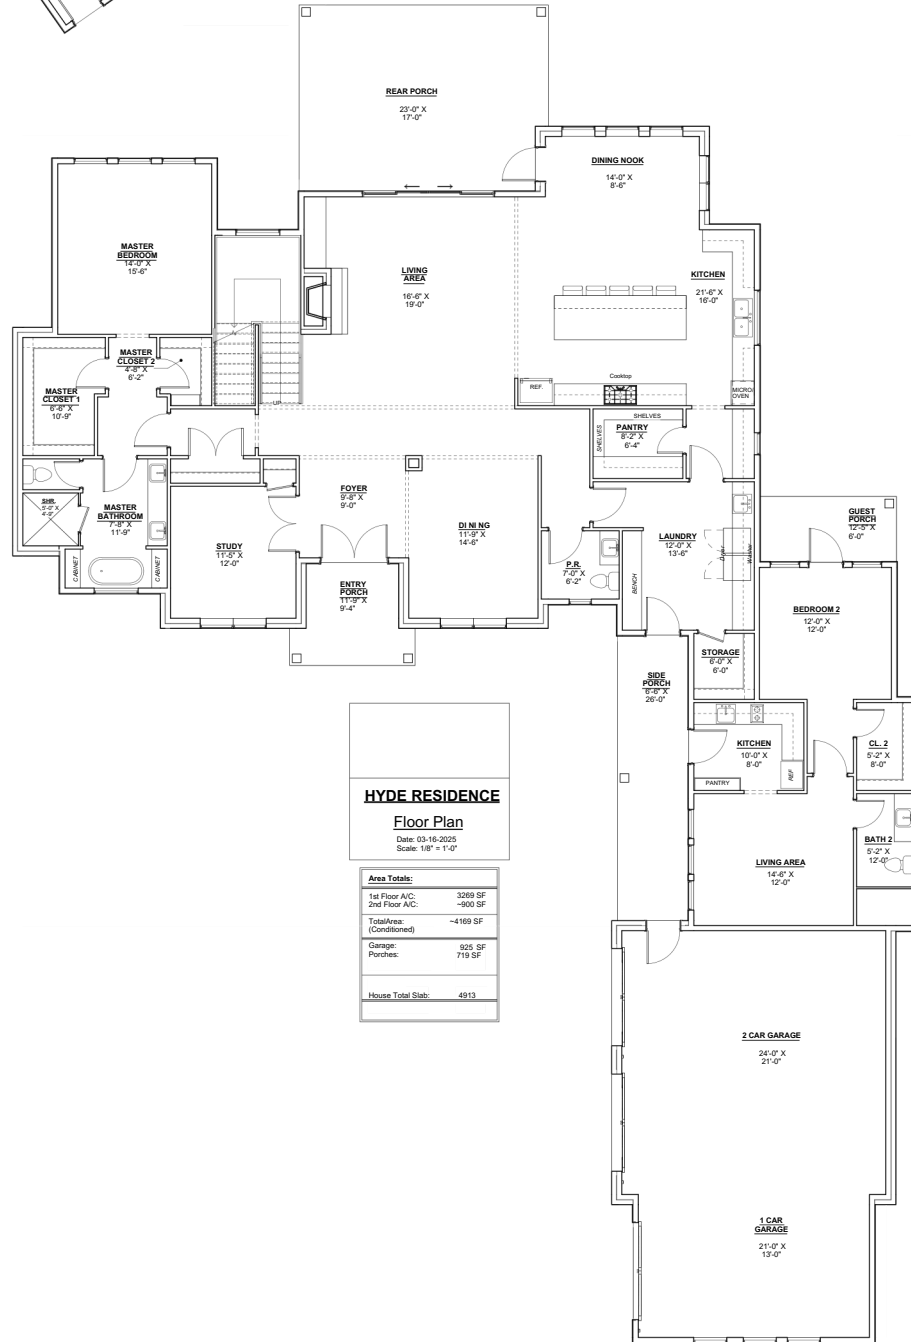 REAR PORCH
23'-0" X
17'-0"
DINING NOOK
14'-0" X
8'-6"
MASTER
BEDROOM
14'-0" X
15'-6"
LIVING
AREA
16'-6" X
19'-0"
KITCHEN
21'-6" X
16'-0"
MASTER
CLOSET 2
4'-8" X
6'-2"
MASTER
CLOSET 1
6'-6" X
10'-9"
UP
Cooktop
REF.
MICRO/
OVEN
SHELVES
SHELVES
PANTRY
8'-2" X
6'-4"
SHR.
5'-0" X
4'-9"
MASTER
BATHROOM
7'-8" X
11'-9"
CABINET
CABINET
STUDY
11'-5" X
12'-0"
FOYER
9'-8" X
9'-0"
DINING
11'-9" X
14'-6"
ENTRY
PORCH
11'-9" X
9'-4"
P.R.
7'-0" X
6'-2"
BENCH
LAUNDRY
12'-0" X
13'-6"
Dryer
Washer
GUEST
PORCH
12'-5" X
6'-0"
BEDROOM 2
12'-0" X
12'-0"
STORAGE
6'-0" X
6'-0"
SIDE
PORCH
6'-6" X
26'-0"
KITCHEN
10'-0" X
8'-0"
REF
PANTRY
CL. 2
5'-2" X
8'-0"
BATH 2
5'-2" X
12'-0"
LIVING AREA
14'-6" X
12'-0"
HYDE RESIDENCE
Floor Plan
Date: 03-16-2025
Scale: 1/8" = 1'-0"
Area Totals:
1st Floor A/C: 3269 SF
2nd Floor A/C: ~900 SF
TotalArea: ~4169 SF
(Conditioned)
Garage: 925 SF
Porches: 719 SF
House Total Slab: 4913
2 CAR GARAGE
24'-0" X
21'-0"
1 CAR
GARAGE
21'-0" X
13'-0"